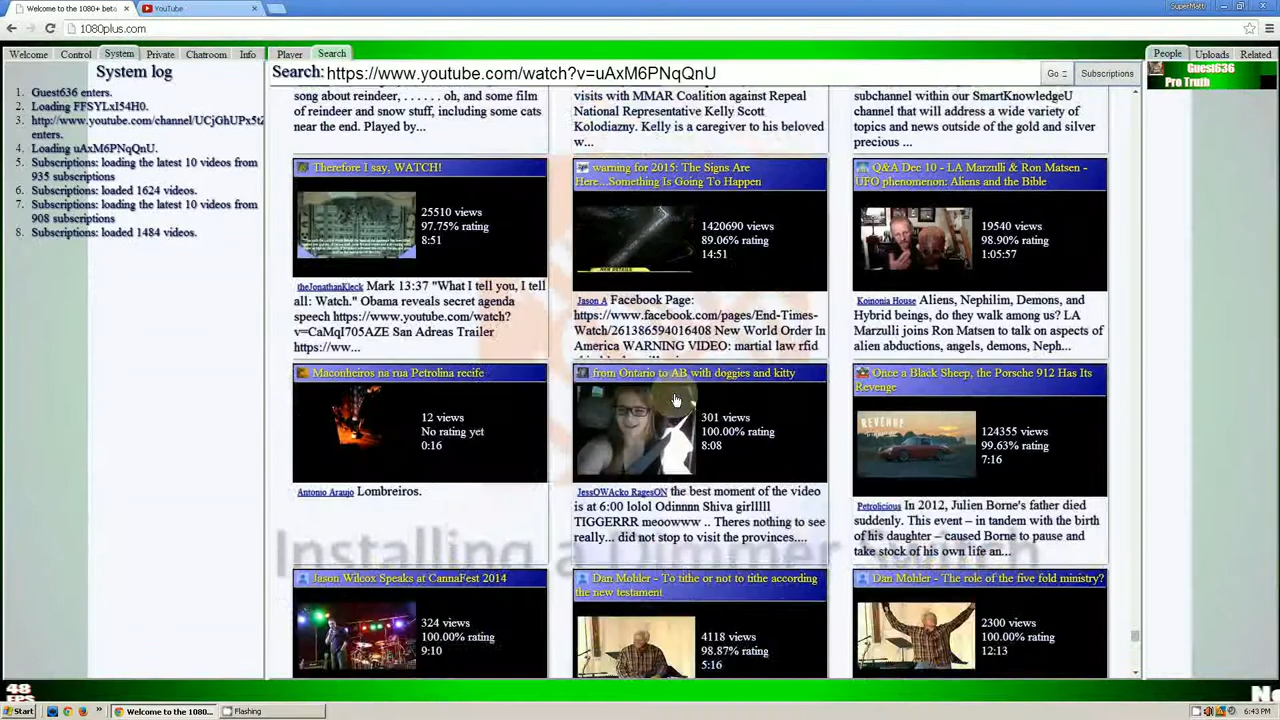 Welcome to the 1080+ beta
YouTube
SuperMatt
1080plus.com
Welcome
Control
System
Private
Chatroom
Info
Player
Search
People
Uploads
Related
System log
1. Guest636 enters.
2. Loading FFSYLxI54H0.
3. http://www.youtube.com/channel/UCjGhUPx5tZ
enters.
4. Loading uAxM6PNqQnU.
5. Subscriptions: loading the latest 10 videos from
935 subscriptions
6. Subscriptions: loaded 1624 videos.
7. Subscriptions: loading the latest 10 videos from
908 subscriptions
8. Subscriptions: loaded 1484 videos.
Search: https://www.youtube.com/watch?v=uAxM6PNqQnU
Go ::
Subscriptions
Guest636
Pro Truth
song about reindeer, . . . . . . oh, and some film
of reindeer and snow stuff, including some cats
near the end. Played by...
visits with MMAR Coalition against Repeal
National Representative Kelly Scott
Kolodiazny. Kelly is a caregiver to his beloved
w...
subchannel within our SmartKnowledgeU
channel that will address a wide variety of
topics and news outside of the gold and silver
precious ...
Therefore I say, WATCH!
25510 views
97.75% rating
8:51
theJonathanKleck Mark 13:37 "What I tell you, I tell
all: Watch." Obama reveals secret agenda
speech https://www.youtube.com/watch?
v=CaMqI705AZE San Adreas Trailer
https://ww...
warning for 2015: The Signs Are
Here...Something Is Going To Happen
1420690 views
89.06% rating
14:51
Jason A Facebook Page:
https://www.facebook.com/pages/End-Times-
Watch/261386594016408 New World Order In
America WARNING VIDEO: martial law rfid
Q&A Dec 10 - LA Marzulli & Ron Matsen -
UFO phenomenon: Aliens and the Bible
19540 views
98.90% rating
1:05:57
Koinonia House Aliens, Nephilim, Demons, and
Hybrid beings, do they walk among us? LA
Marzulli joins Ron Matsen to talk on aspects of
alien abductions, angels, demons, Neph...
Maconheiros na rua Petrolina recife
12 views
No rating yet
0:16
Antonio Araujo Lombreiros.
from Ontario to AB with doggies and kitty
301 views
100.00% rating
8:08
JessOWAcko RagesON the best moment of the video
is at 6:00 lolol Odinnnn Shiva girlllll
TIGGERRR meoowww .. Theres nothing to see
really... did not stop to visit the provinces....
Once a Black Sheep, the Porsche 912 Has Its
Revenge
REVENGE
124355 views
99.63% rating
7:16
Petrolicious In 2012, Julien Borne's father died
suddenly. This event – in tandem with the birth
of his daughter – caused Borne to pause and
take stock of his own life an...
Installing a
Jason Wilcox Speaks at CannaFest 2014
324 views
100.00% rating
9:10
Dan Mohler - To tithe or not to tithe according
the new testament
4118 views
98.87% rating
5:16
Dan Mohler - The role of the five fold ministry?
2300 views
100.00% rating
12:13
48
FPS
Start
Welcome to the 108...
Flashing
6:43 PM